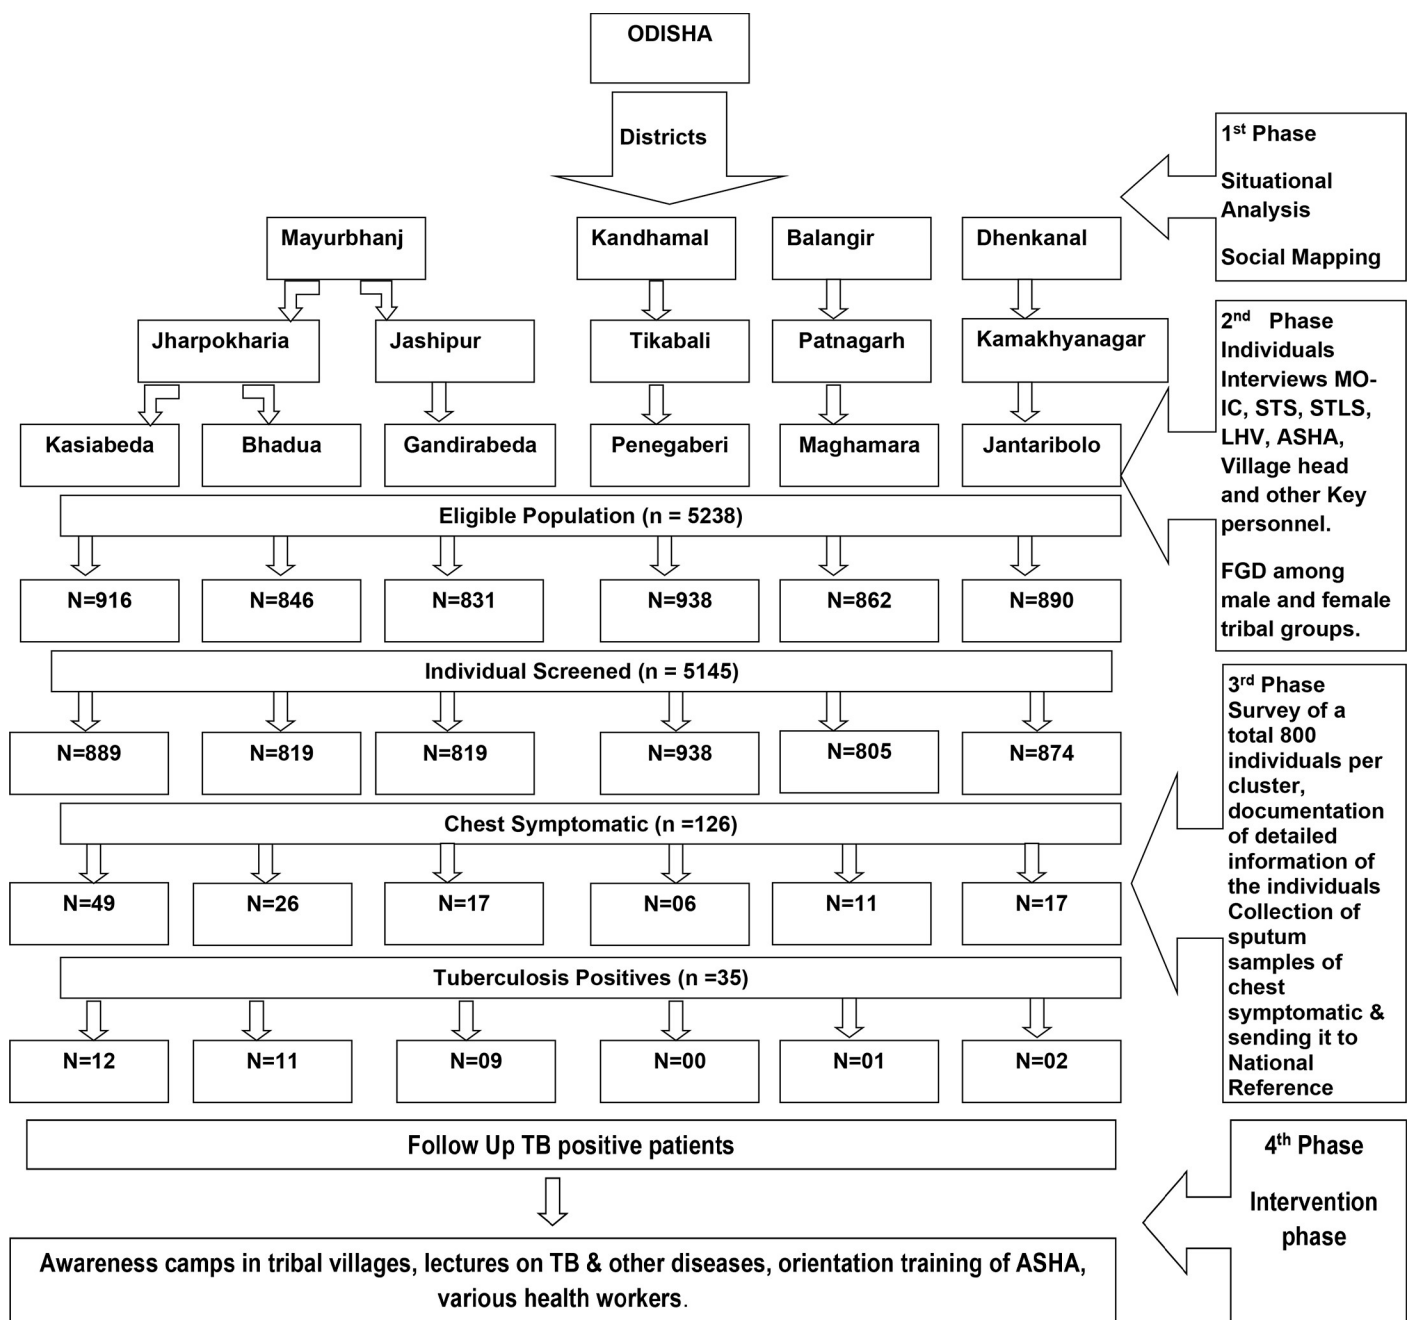 ODISHA
Districts
Mayurbhanj
Kandhamal
Balangir
Dhenkanal
Jharpokharia
Jashipur
Tikabali
Patnagarh
Kamakhyanagar
Kasiabeda
Bhadua
Gandirabeda
Penegaberi
Maghamara
Jantaribolo
Eligible Population (n = 5238)
N=916
N=846
N=831
N=938
N=862
N=890
Individual Screened (n = 5145)
N=889
N=819
N=819
N=938
N=805
N=874
Chest Symptomatic (n =126)
N=49
N=26
N=17
N=06
N=11
N=17
Tuberculosis Positives (n =35)
N=12
N=11
N=09
N=00
N=01
N=02
Follow Up TB positive patients
Awareness camps in tribal villages, lectures on TB & other diseases, orientation training of ASHA,
various health workers.
1st Phase
Situational
Analysis
Social Mapping
2nd Phase
Individuals
Interviews MO-
IC, STS, STLS,
LHV, ASHA,
Village head
and other Key
personnel.
FGD among
male and female
tribal groups.
3rd Phase
Survey of a
total 800
individuals per
cluster,
documentation
of detailed
information of
the individuals
Collection of
sputum
samples of
chest
symptomatic &
sending it to
National
Reference
4th Phase
Intervention
phase